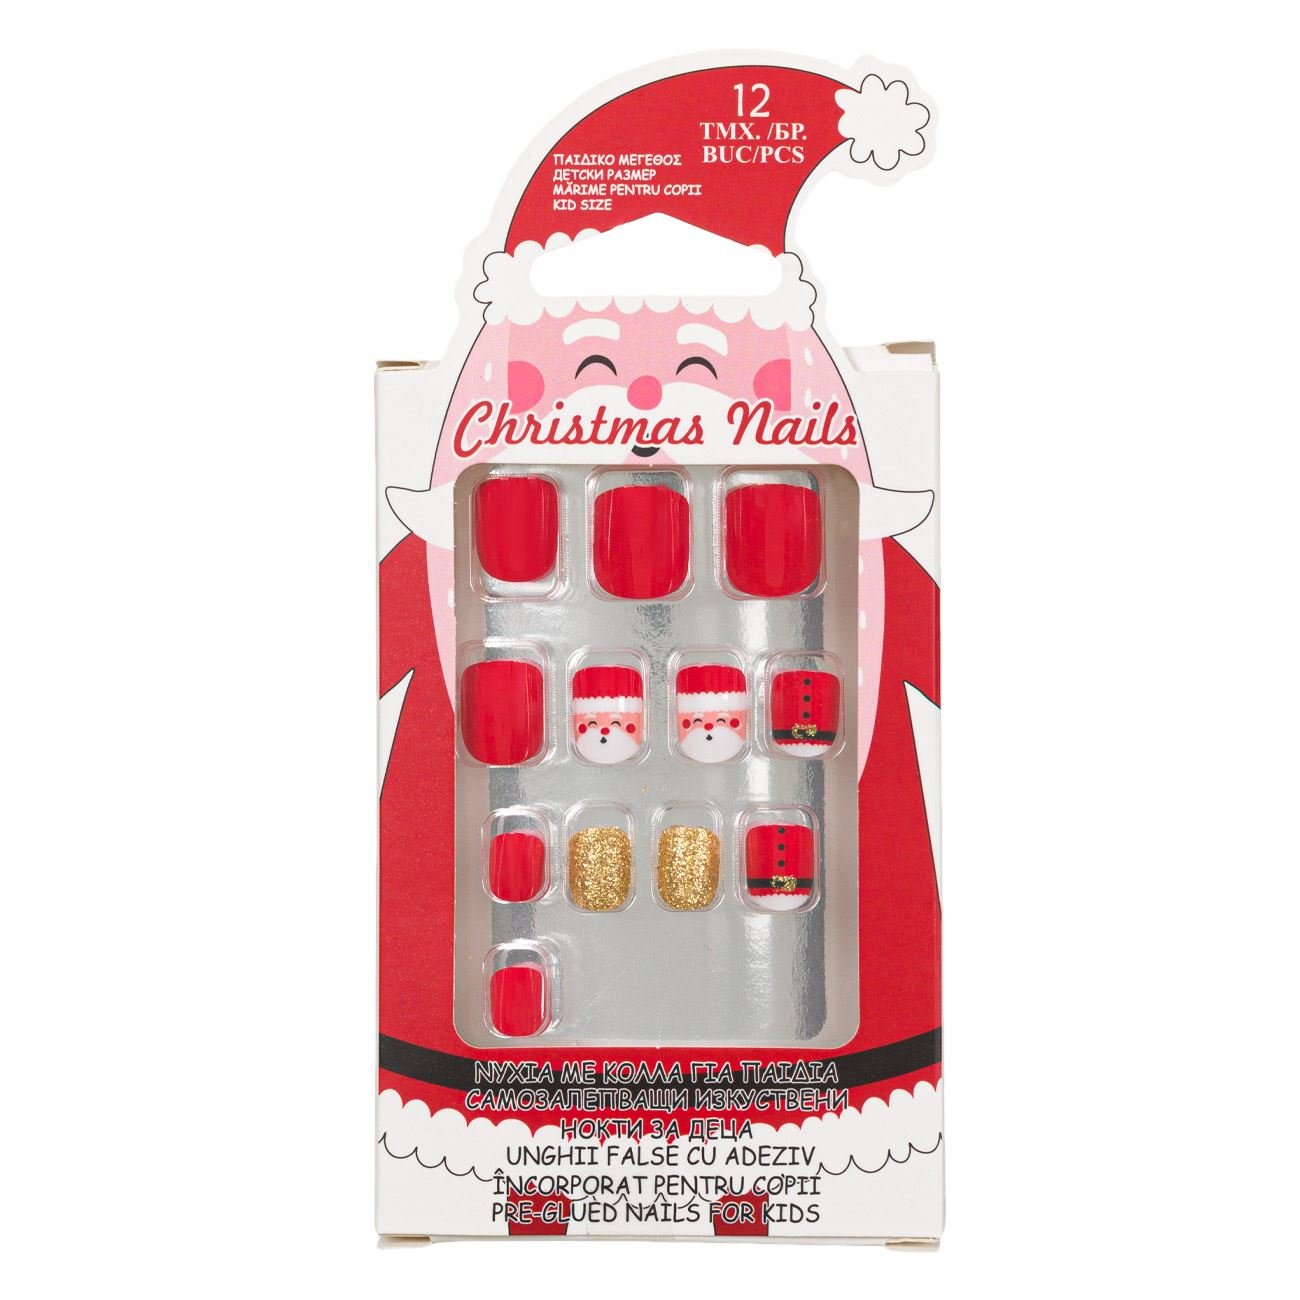 12
ΤΜΧ. /БР.
BUC/PCS
ΠΑΙΔΙΚΟ ΜΕΓΕΘΟΣ
ДЕТСКИ РАЗМЕР
MĂRIME PENTRU COPII
KID SIZE
Christmas Nails
ΝΥΧΙΑ ΜΕ ΚΟΛΛΑ ΓΙΑ ΠΑΙΔΙΑ
САМОЗАЛЕПВАЩИ ИЗКУСТВЕНИ
НОКТИ ЗА ДЕЦА
UNGHII FALSE CU ADEZIV
ÎNCORPORAT PENTRU COPII
PRE-GLUED NAILS FOR KIDS